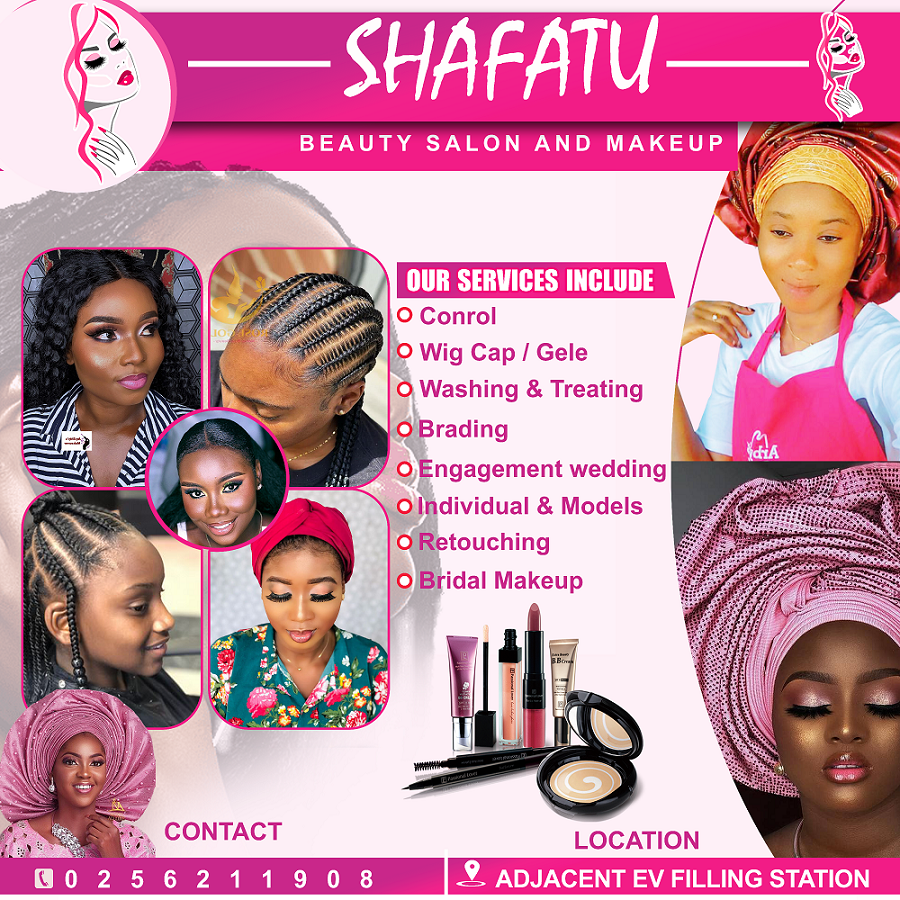 SHAFATU
BEAUTY SALON AND MAKEUP
OUR SERVICES INCLUDE
Conrol
Wig Cap / Gele
Washing & Treating
Brading
Engagement wedding
Individual & Models
Retouching
Bridal Makeup
CONTACT
0256211908
LOCATION
ADJACENT EV FILLING STATION